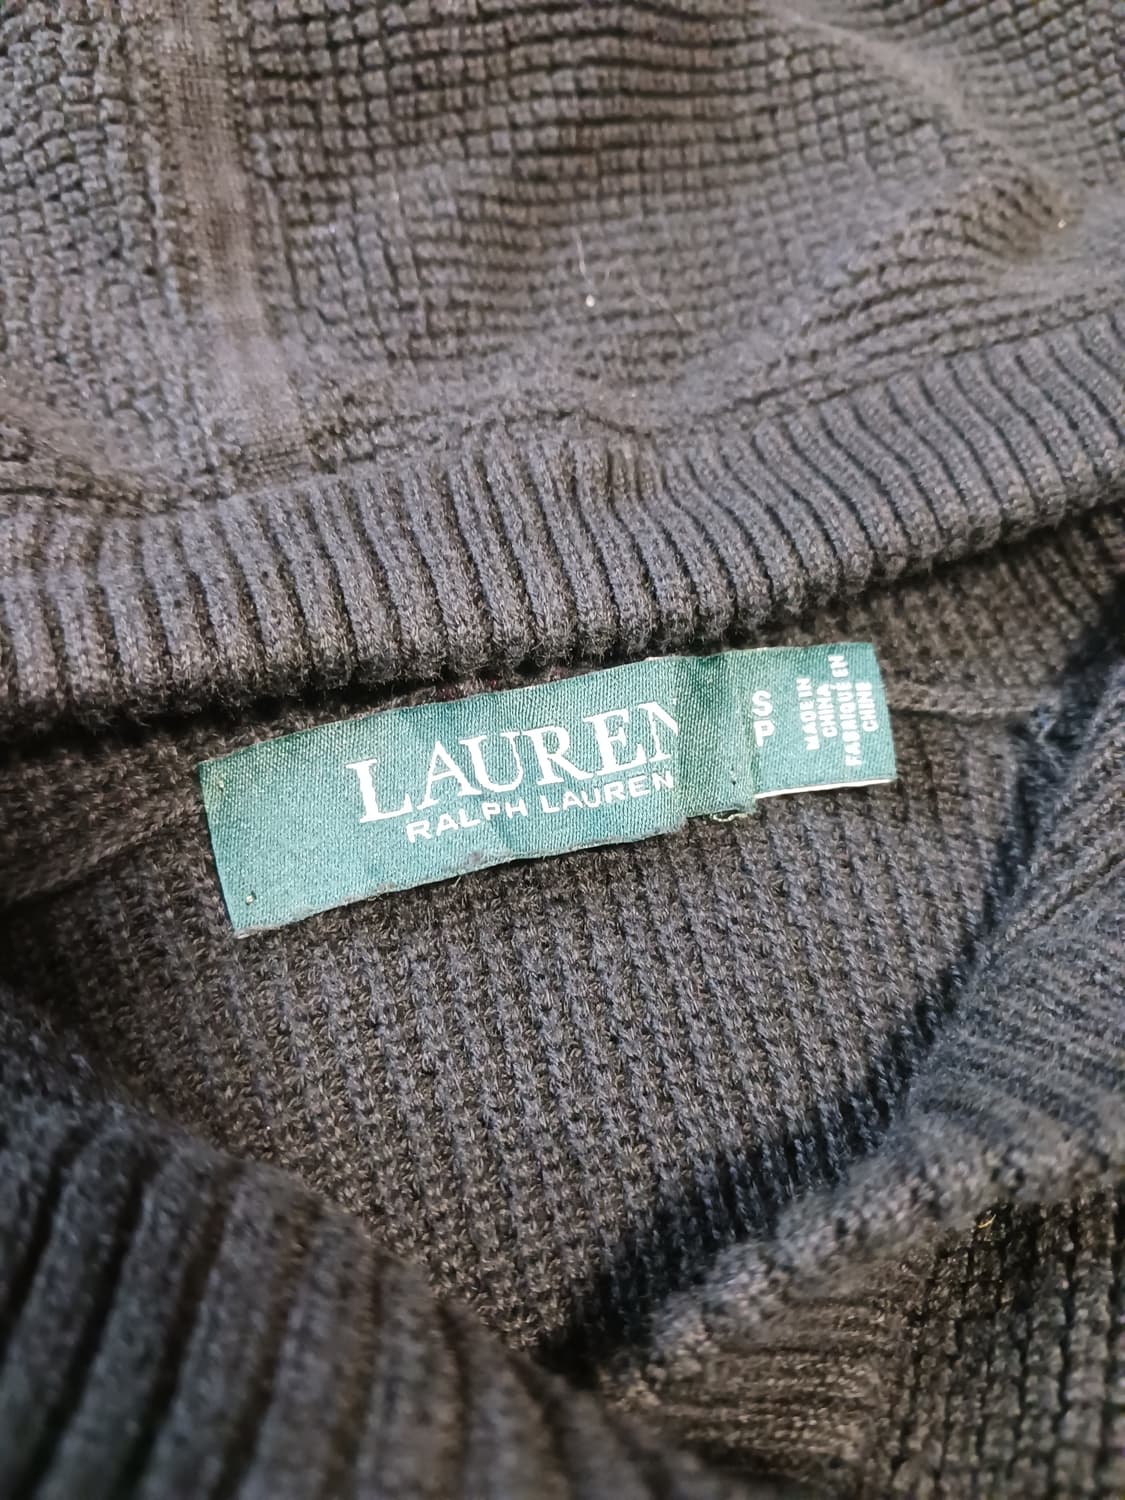 LAUREN
RALPH LAUREN
S
P
MADE IN
CHINA
FABRIQUÉ EN
CHINE